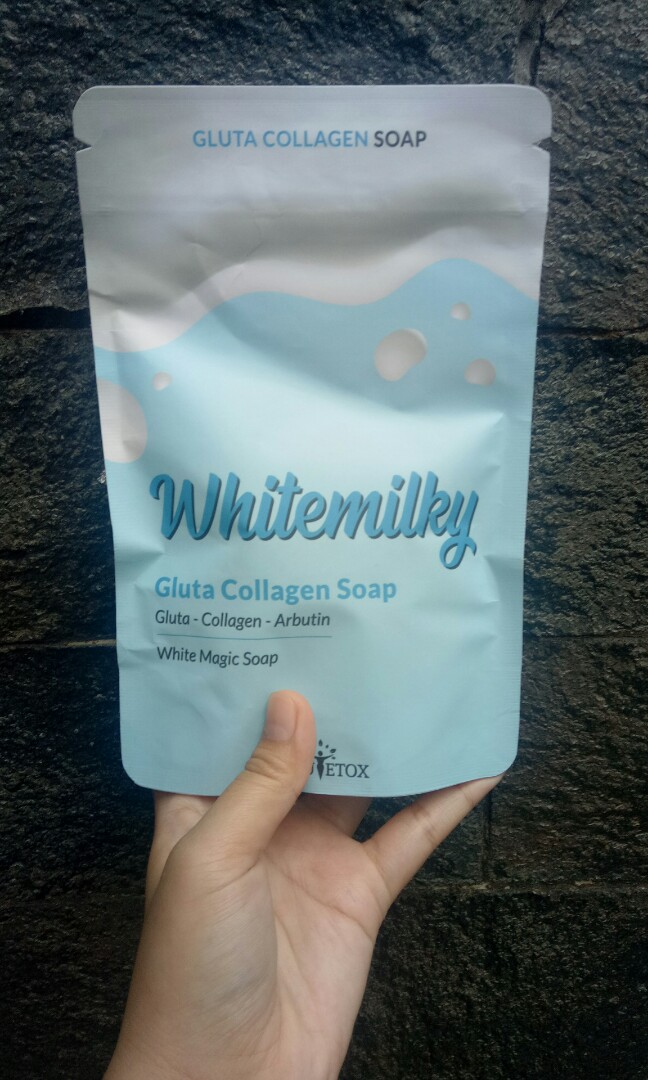 GLUTA COLLAGEN SOAP
Whitemilky
Gluta Collagen Soap
Gluta - Collagen - Arbutin
White Magic Soap